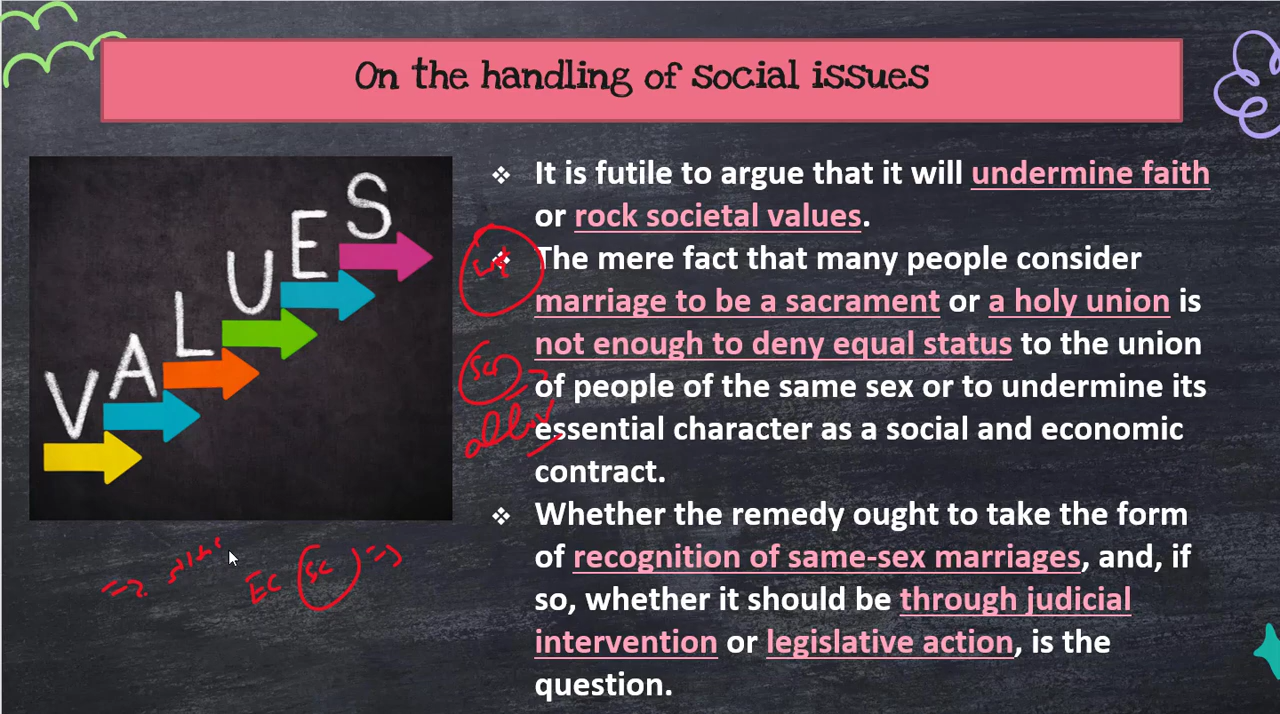 On the handling of social issues
VALUES
❖ It is futile to argue that it will undermine faith
or rock societal values.
❖ The mere fact that many people consider
marriage to be a sacrament or a holy union is
not enough to deny equal status to the union
of people of the same sex or to undermine its
essential character as a social and economic
contract.
❖ Whether the remedy ought to take the form
of recognition of same-sex marriages, and, if
so, whether it should be through judicial
intervention or legislative action, is the
question.
EC SC